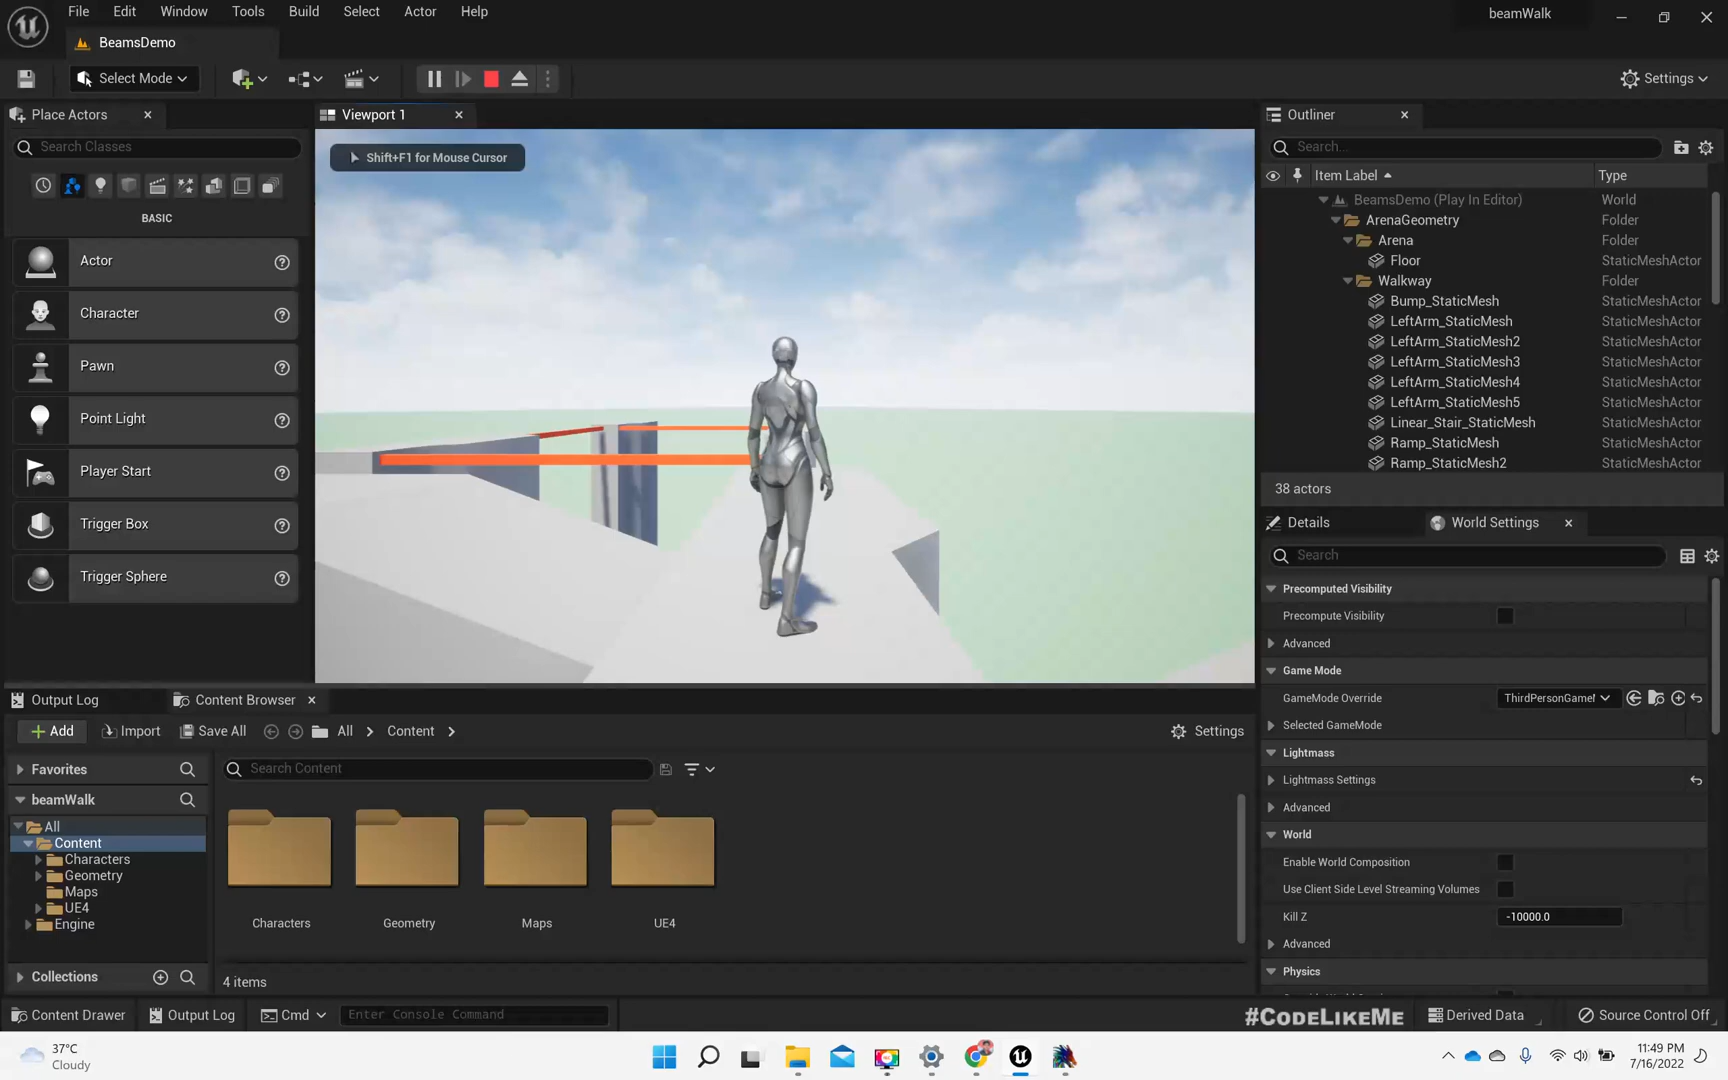 File Edit Window Tools Build Select Actor Help
beamWalk
BeamsDemo
Select Mode
Settings
Place Actors
Search Classes
BASIC
Actor
Character
Pawn
Point Light
Player Start
Trigger Box
Trigger Sphere
Viewport 1
Shift+F1 for Mouse Cursor
Outliner
Search...
Item Label Type
BeamsDemo (Play In Editor) World
ArenaGeometry Folder
Arena Folder
Floor StaticMeshActor
Walkway Folder
Bump_StaticMesh StaticMeshActor
LeftArm_StaticMesh StaticMeshActor
LeftArm_StaticMesh2 StaticMeshActor
LeftArm_StaticMesh3 StaticMeshActor
LeftArm_StaticMesh4 StaticMeshActor
LeftArm_StaticMesh5 StaticMeshActor
Linear_Stair_StaticMesh StaticMeshActor
Ramp_StaticMesh StaticMeshActor
Ramp_StaticMesh2 StaticMeshActor
38 actors
Details World Settings
Search
Precomputed Visibility
Precompute Visibility
Advanced
Game Mode
GameMode Override ThirdPersonGameM
Selected GameMode
Lightmass
Lightmass Settings
Advanced
World
Enable World Composition
Use Client Side Level Streaming Volumes
Kill Z -10000.0
Advanced
Physics
Output Log Content Browser
Add Import Save All All Content Settings
Favorites
Search Content
beamWalk
All
Content
Characters
Geometry
Maps
UE4
Engine
Collections
Characters Geometry Maps UE4
4 items
Content Drawer Output Log Cmd Enter Console Command
#CODELIKEME
Derived Data Source Control Off
37°C
Cloudy
11:49 PM
7/16/2022